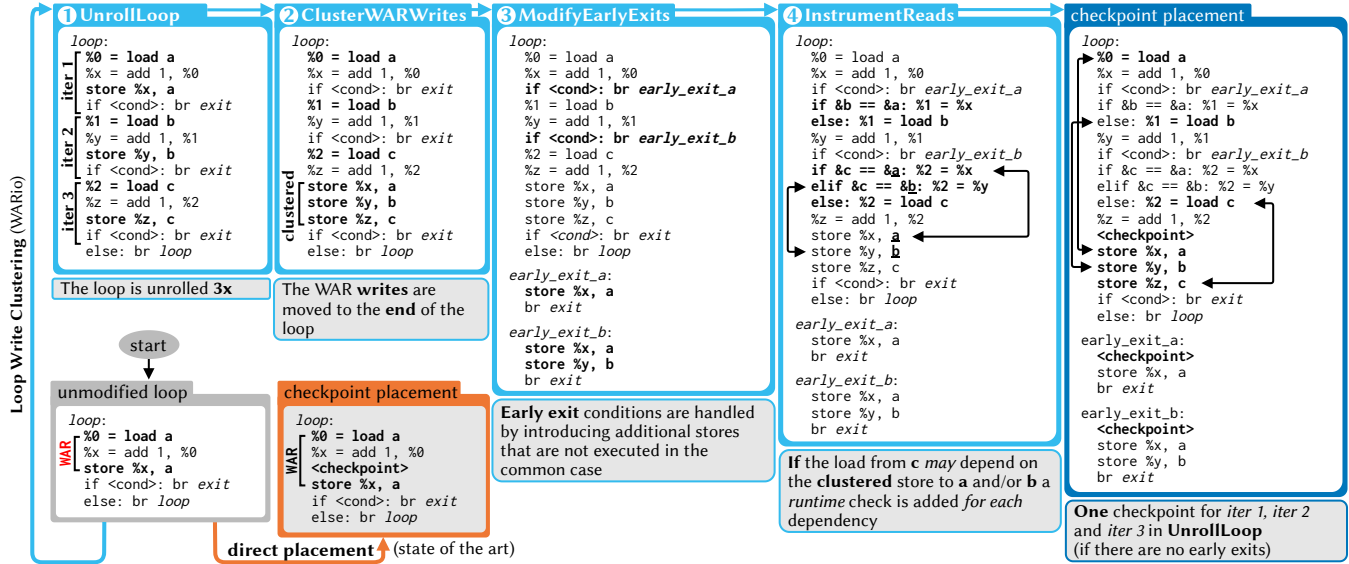 Loop Write Clustering (WARio)
1 UnrollLoop
loop:
iter 1
%0 = load a
%x = add 1, %0
store %x, a
if <cond>: br exit
iter 2
%1 = load b
%y = add 1, %1
store %y, b
if <cond>: br exit
iter 3
%2 = load c
%z = add 1, %2
store %z, c
if <cond>: br exit
else: br loop
The loop is unrolled 3x
2 ClusterWARWrites
loop:
%0 = load a
%x = add 1, %0
if <cond>: br exit
%1 = load b
%y = add 1, %1
if <cond>: br exit
%2 = load c
%z = add 1, %2
clustered
store %x, a
store %y, b
store %z, c
if <cond>: br exit
else: br loop
The WAR writes are
moved to the end of the
loop
3 ModifyEarlyExits
loop:
%0 = load a
%x = add 1, %0
if <cond>: br early_exit_a
%1 = load b
%y = add 1, %1
if <cond>: br early_exit_b
%2 = load c
%z = add 1, %2
store %x, a
store %y, b
store %z, c
if <cond>: br exit
else: br loop
early_exit_a:
store %x, a
br exit
early_exit_b:
store %x, a
store %y, b
br exit
Early exit conditions are handled
by introducing additional stores
that are not executed in the
common case
4 InstrumentReads
loop:
%0 = load a
%x = add 1, %0
if <cond>: br early_exit_a
if &b == &a: %1 = %x
else: %1 = load b
%y = add 1, %1
if <cond>: br early_exit_b
if &c == &a: %2 = %x
elif &c == &b: %2 = %y
else: %2 = load c
%z = add 1, %2
store %x, a
store %y, b
store %z, c
if <cond>: br exit
else: br loop
early_exit_a:
store %x, a
br exit
early_exit_b:
store %x, a
store %y, b
br exit
If the load from c may depend on
the clustered store to a and/or b a
runtime check is added for each
dependency
checkpoint placement
loop:
%0 = load a
%x = add 1, %0
if <cond>: br early_exit_a
if &b == &a: %1 = %x
else: %1 = load b
%y = add 1, %1
if <cond>: br early_exit_b
if &c == &a: %2 = %x
elif &c == &b: %2 = %y
else: %2 = load c
%z = add 1, %2
<checkpoint>
store %x, a
store %y, b
store %z, c
if <cond>: br exit
else: br loop
early_exit_a:
<checkpoint>
store %x, a
br exit
early_exit_b:
<checkpoint>
store %x, a
store %y, b
br exit
One checkpoint for iter 1, iter 2
and iter 3 in UnrollLoop
(if there are no early exits)
start
unmodified loop
loop:
WAR
%0 = load a
%x = add 1, %0
store %x, a
if <cond>: br exit
else: br loop
checkpoint placement
loop:
WAR
%0 = load a
%x = add 1, %0
<checkpoint>
store %x, a
if <cond>: br exit
else: br loop
direct placement (state of the art)